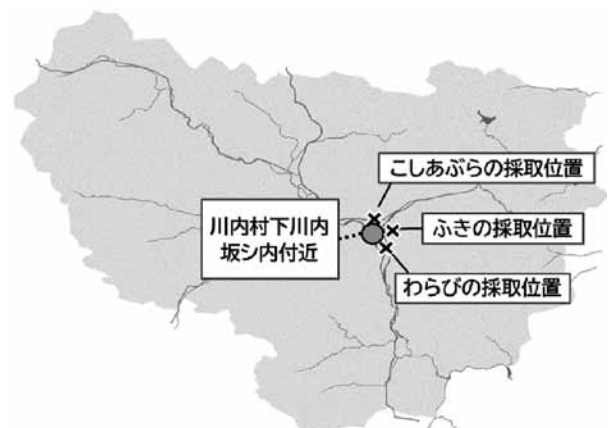 こしあぶらの採取位置
川内村下川内
坂シ内付近
ふきの採取位置
わらびの採取位置